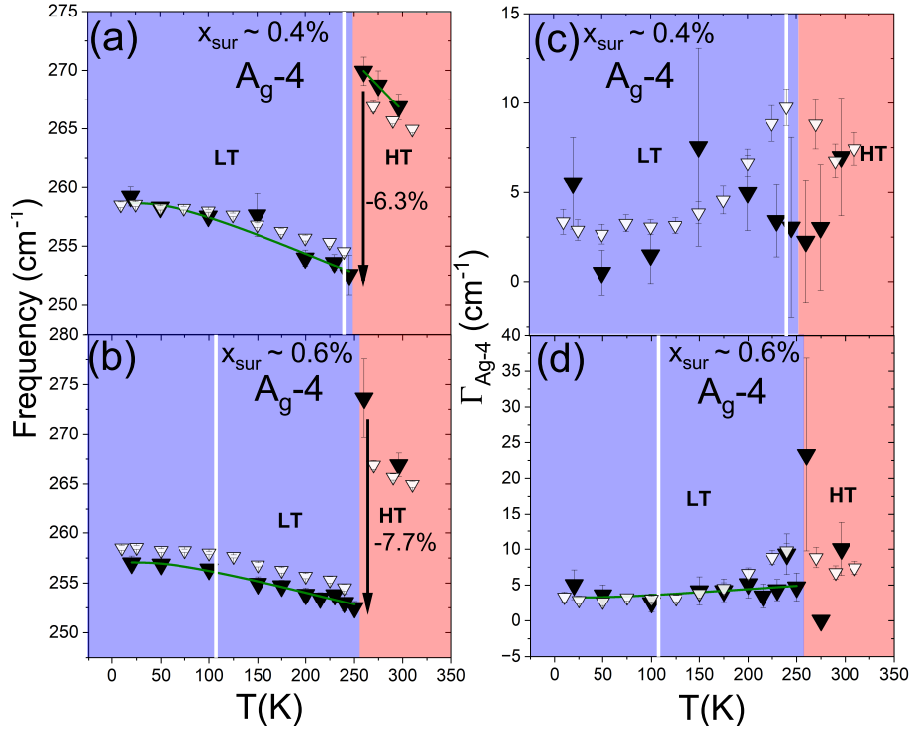 (a)
x_sur ~ 0.4%
A_g-4
LT
HT
-6.3%
270
265
260
255
250
280
(b)
x_sur ~ 0.6%
A_g-4
LT
HT
-7.7%
275
270
265
260
255
250
0 50 100 150 200 250 300 350
T(K)
Frequency (cm⁻¹)
(c)
x_sur ~ 0.4%
A_g-4
LT
HT
15
10
5
0
40
(d)
x_sur ~ 0.6%
A_g-4
LT
HT
35
30
25
20
15
10
5
0
−5
0 50 100 150 200 250 300 350
T(K)
Γ_Ag-4 (cm⁻¹)